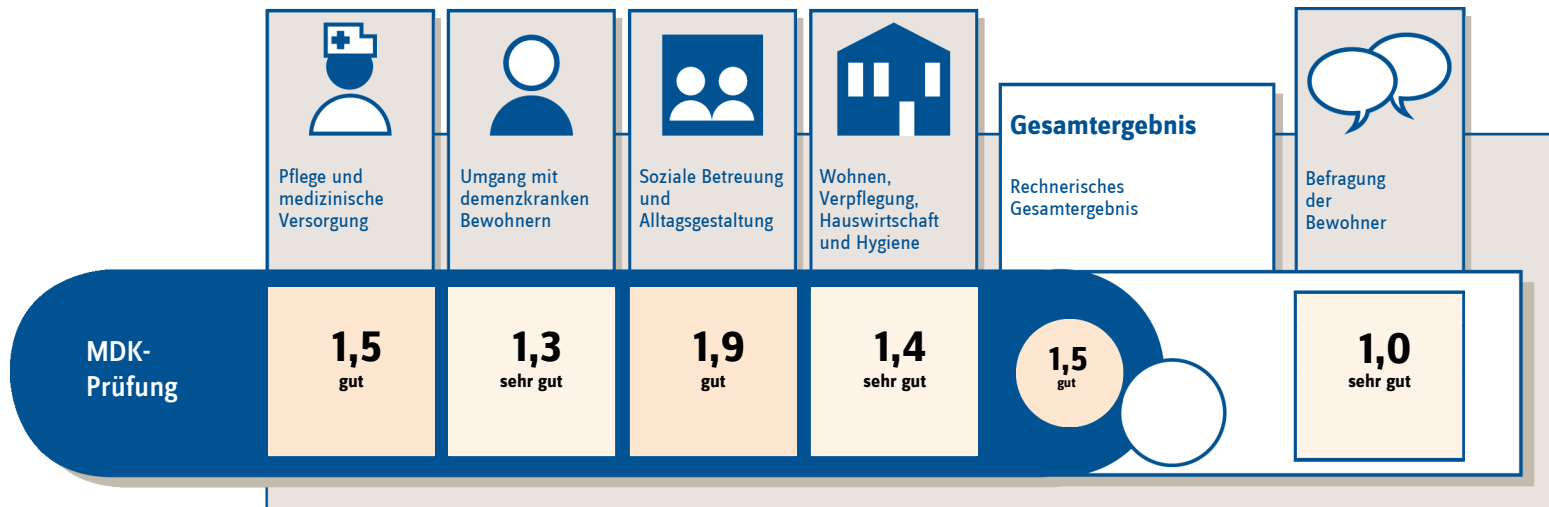 Pflege und
medizinische
Versorgung
Umgang mit
demenzkranken
Bewohnern
Soziale Betreuung
und
Alltagsgestaltung
Wohnen,
Verpflegung,
Hauswirtschaft
und Hygiene
Gesamtergebnis
Rechnerisches
Gesamtergebnis
Befragung
der
Bewohner
MDK-
Prüfung
1,5
gut
1,3
sehr gut
1,9
gut
1,4
sehr gut
1,5
gut
1,0
sehr gut